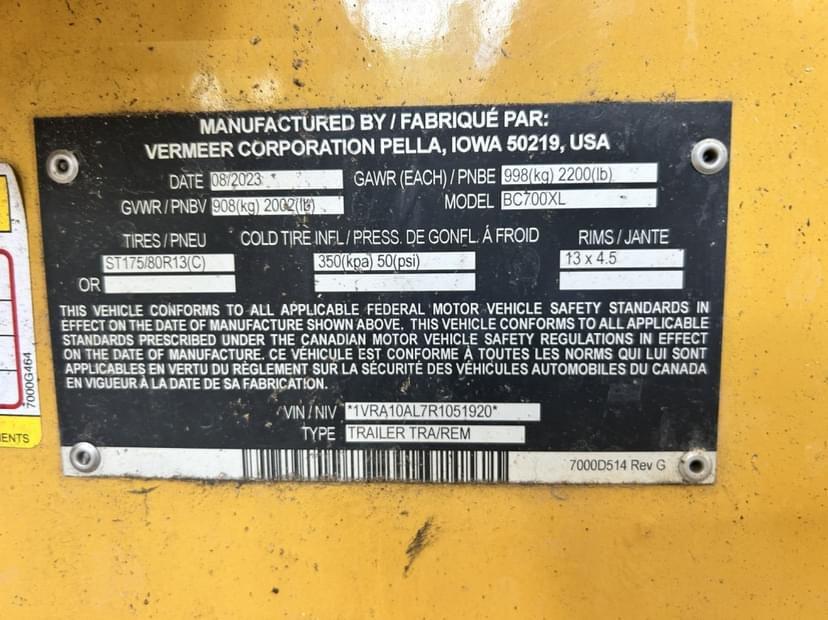 MANUFACTURED BY / FABRIQUÉ PAR:
VERMEER CORPORATION PELLA, IOWA 50219, USA
DATE 08/2023 GAWR (EACH) / PNBE 998(kg) 2200(lb)
GVWR / PNBV 908(kg) 2002(lb) MODEL BC700XL
TIRES / PNEU COLD TIRE INFL / PRESS. DE GONFL. Á FROID RIMS / JANTE
ST175/80R13(C) 350(kpa) 50(psi) 13 x 4.5
OR
THIS VEHICLE CONFORMS TO ALL APPLICABLE FEDERAL MOTOR VEHICLE SAFETY STANDARDS IN
EFFECT ON THE DATE OF MANUFACTURE SHOWN ABOVE. THIS VEHICLE CONFORMS TO ALL APPLICABLE
STANDARDS PRESCRIBED UNDER THE CANADIAN MOTOR VEHICLE SAFETY REGULATIONS IN EFFECT
ON THE DATE OF MANUFACTURE. CE VÉHICULE EST CONFORME À TOUTES LES NORMS QUI LUI SONT
APPLICABLES EN VERTU DU RÈGLEMENT SUR LA SÉCURITÉ DES VÉHICULES AUTOMOBILES DU CANADA
EN VIGUEUR À LA DATE DE SA FABRICATION.
VIN / NIV *1VRA10AL7R1051920*
TYPE TRAILER TRA/REM
7000D514 Rev G
7000G464
ENTS